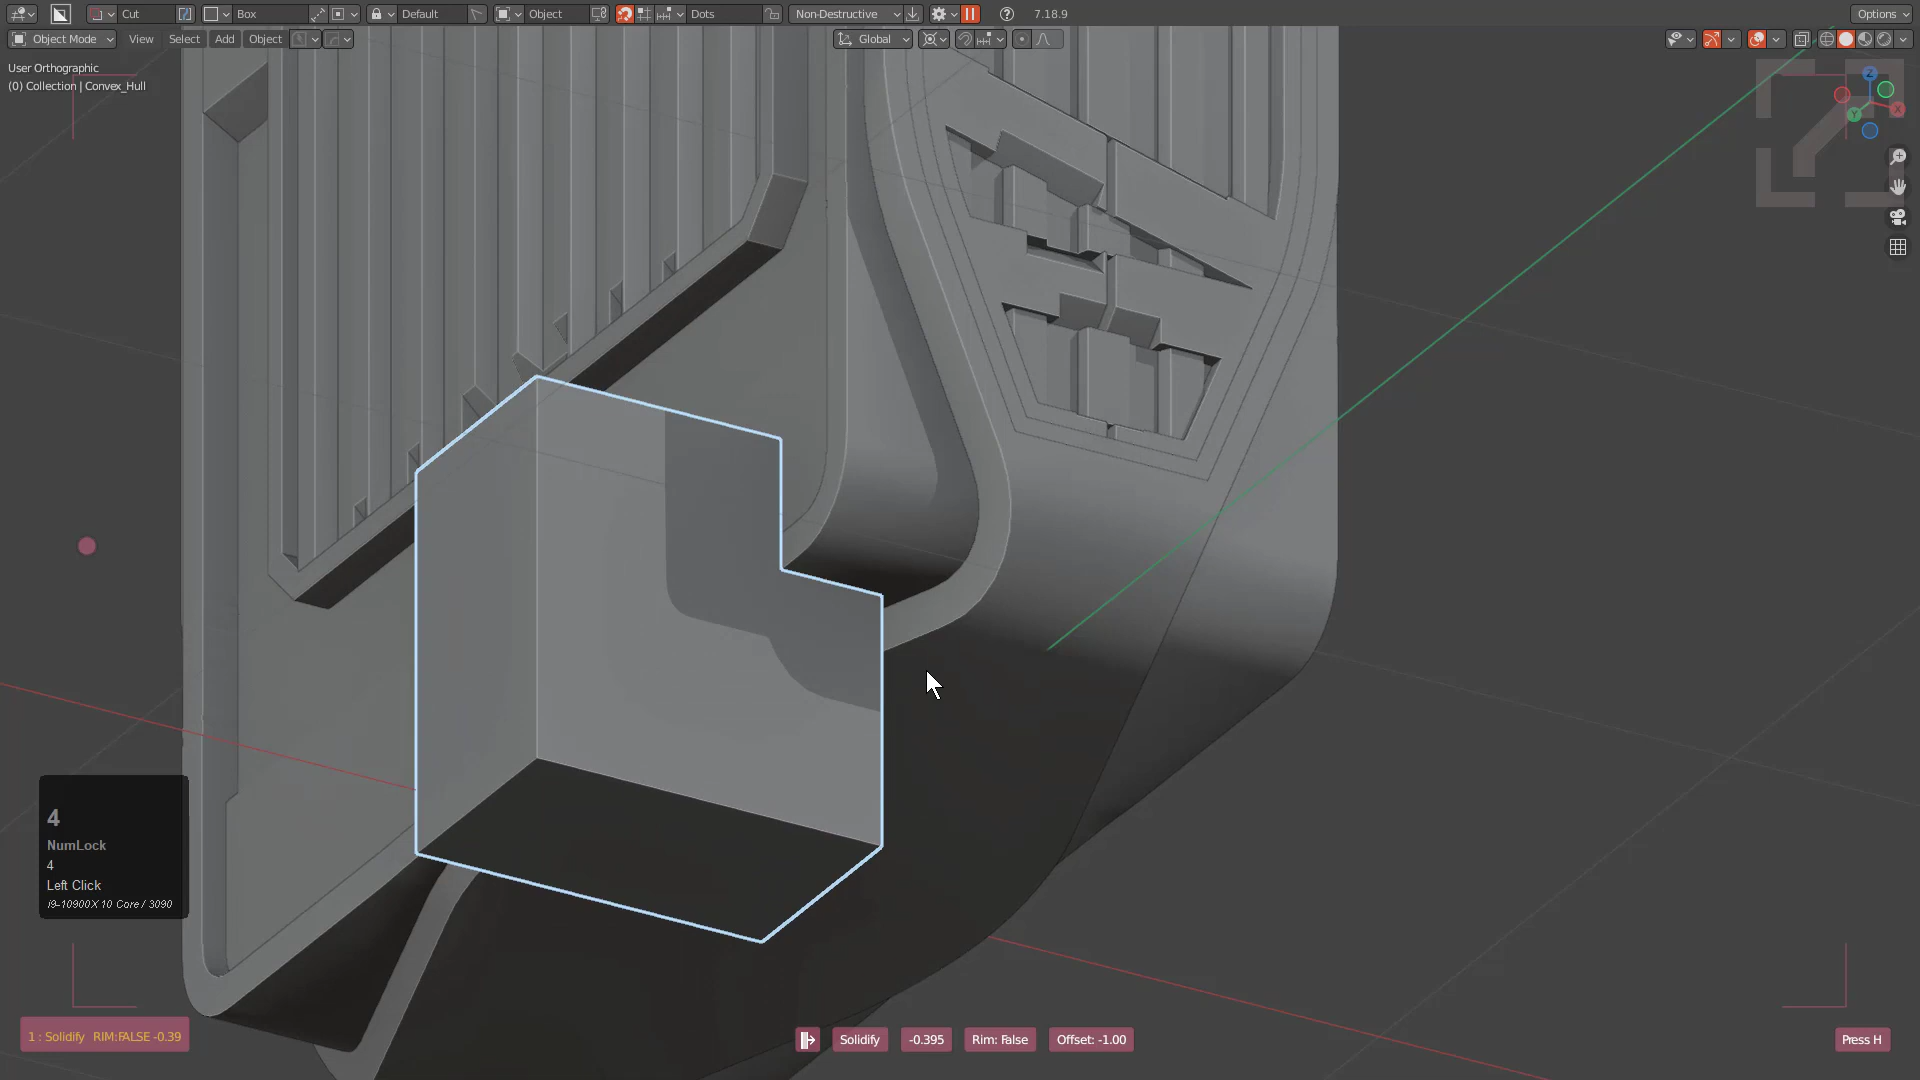 Cut
Box
Default
Object
Dots
Non-Destructive
7.18.9
Options
Object Mode
View
Select
Add
Object
Global
User Orthographic
(0) Collection | Convex_Hull
Z
X
Y
4
NumLock
4
Left Click
i9-10900X 10 Core / 3090
1 : Solidify RIM:FALSE -0.39
Solidify
-0.395
Rim: False
Offset: -1.00
Press H